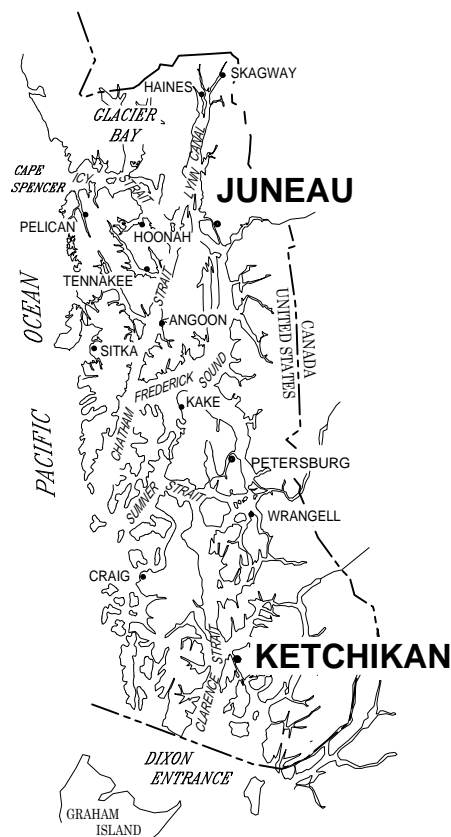 SKAGWAY
HAINES
GLACIER
BAY
LYNN CANAL
CAPE
SPENCER
ICY STRAIT
JUNEAU
PELICAN
HOONAH
TENNAKEE
CHATHAM STRAIT
ANGOON
OCEAN
SITKA
CANADA
UNITED STATES
FREDERICK SOUND
KAKE
PACIFIC
PETERSBURG
SUMNER STRAIT
WRANGELL
CRAIG
CLARENCE STRAIT
KETCHIKAN
DIXON
ENTRANCE
GRAHAM
ISLAND